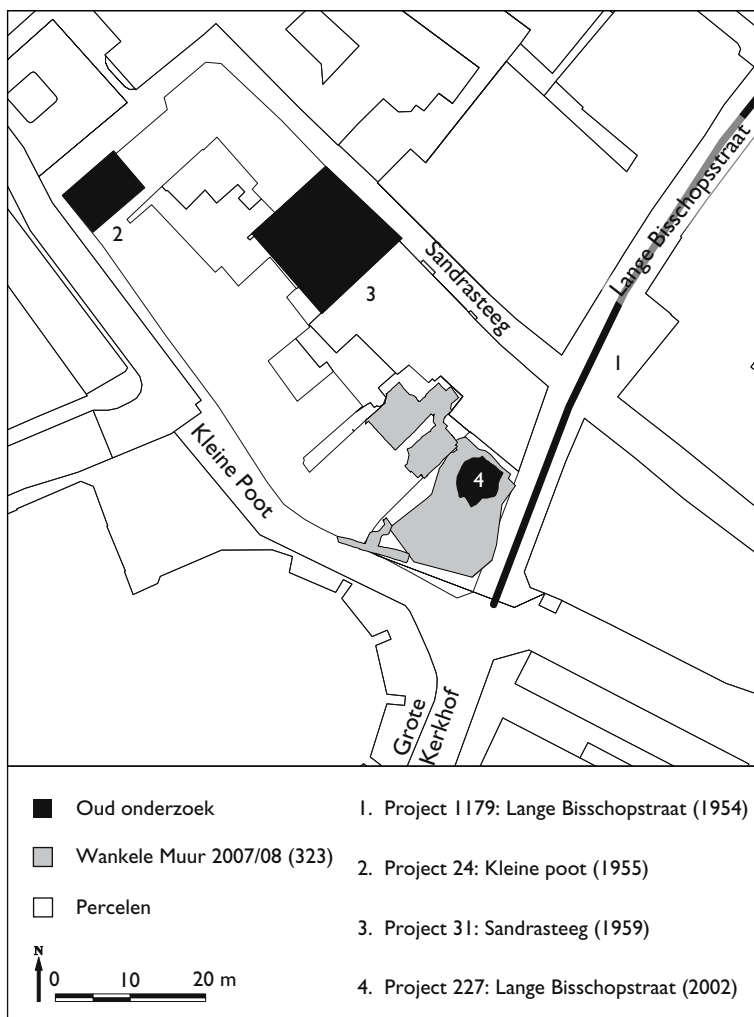 Lange Bisschopsstraat
2
Sandrasteeg
3
1
Kleine Poot
4
Grote
Kerkhof
Oud onderzoek
Wankele Muur 2007/08 (323)
Percelen
N
0 10 20 m
1. Project 1179: Lange Bisschopstraat (1954)
2. Project 24: Kleine poot (1955)
3. Project 31: Sandrasteeg (1959)
4. Project 227: Lange Bisschopstraat (2002)